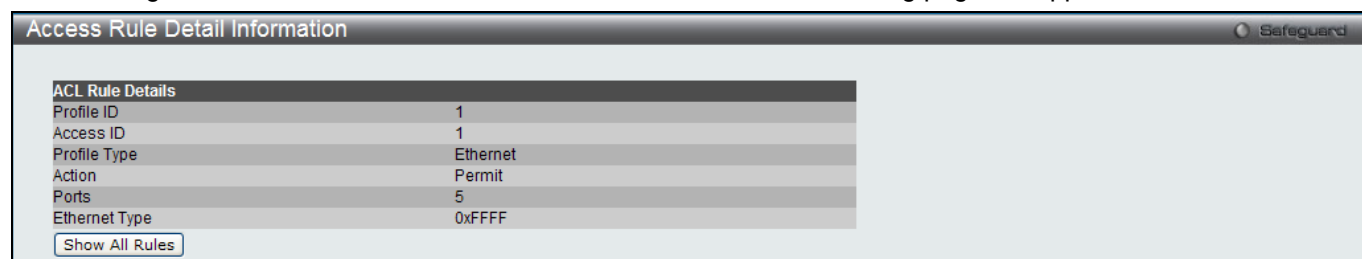 Access Rule Detail Information
Safeguard
ACL Rule Details
Profile ID 1
Access ID 1
Profile Type Ethernet
Action Permit
Ports 5
Ethernet Type 0xFFFF
Show All Rules